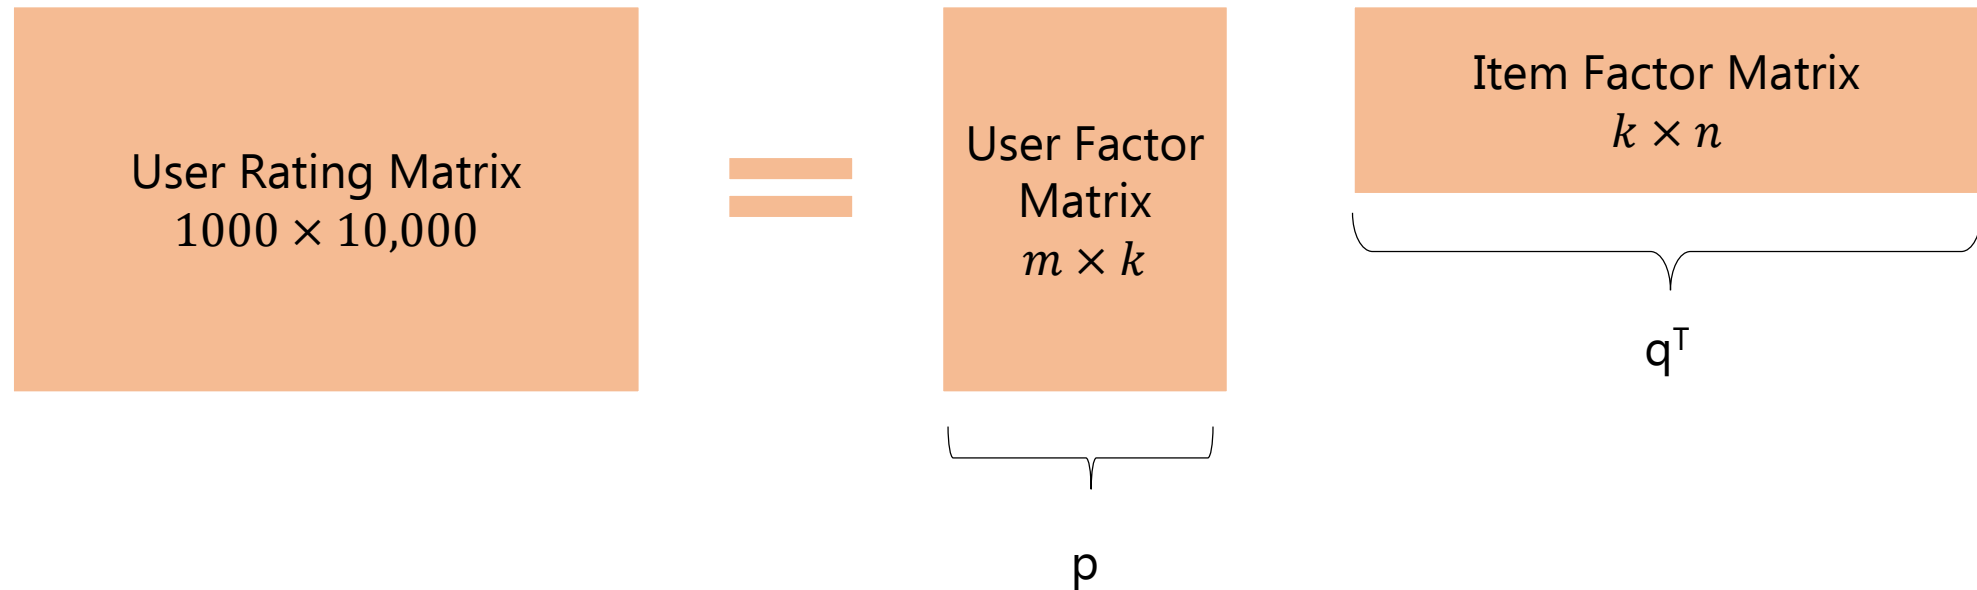 User Rating Matrix
1000 × 10,000
User Factor
Matrix
m × k
p
Item Factor Matrix
k × n
qᵀ